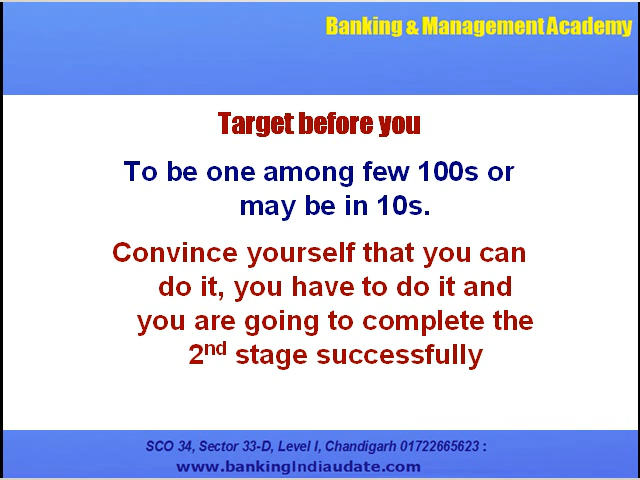 Banking & Management Academy
Target before you
To be one among few 100s or
may be in 10s.
Convince yourself that you can
do it, you have to do it and
you are going to complete the
2nd stage successfully
SCO 34, Sector 33-D, Level I, Chandigarh 01722665623 :
www.bankingIndiaudate.com